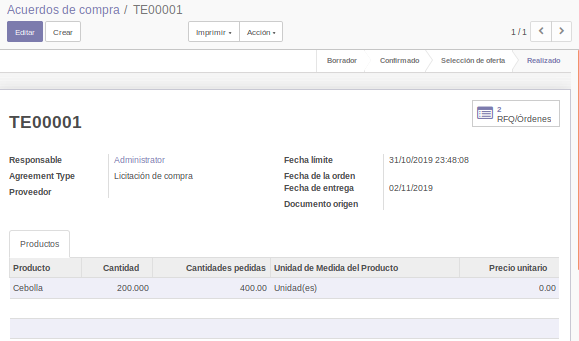 Acuerdos de compra / TE00001
Editar Crear Imprimir Acción 1 / 1
Borrador Confirmado Selección de oferta Realizado
2
RFQ/Órdenes
TE00001
Responsable Administrator Fecha límite 31/10/2019 23:48:08
Agreement Type Licitación de compra Fecha de la orden
Proveedor Fecha de entrega 02/11/2019
Documento origen
Productos
Producto Cantidad Cantidades pedidas Unidad de Medida del Producto Precio unitario
Cebolla 200.000 400.00 Unidad(es) 0.00